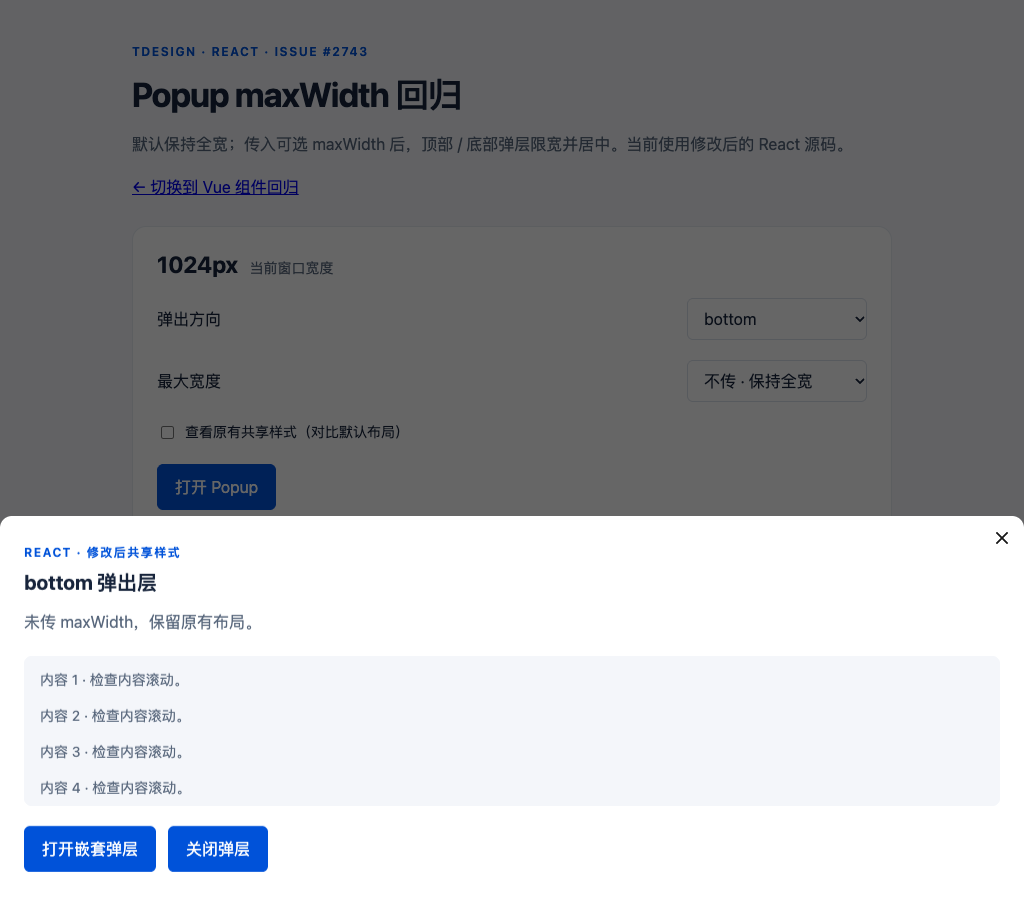 TDESIGN · REACT · ISSUE #2743
Popup maxWidth 回归
默认保持全宽；传入可选 maxWidth 后，顶部 / 底部弹层限宽并居中。当前使用修改后的 React 源码。
← 切换到 Vue 组件回归
1024px 当前窗口宽度
弹出方向 bottom
最大宽度 不传 · 保持全宽
查看原有共享样式（对比默认布局）
打开 Popup
REACT · 修改后共享样式
bottom 弹出层
未传 maxWidth，保留原有布局。
内容 1 · 检查内容滚动。
内容 2 · 检查内容滚动。
内容 3 · 检查内容滚动。
内容 4 · 检查内容滚动。
打开嵌套弹层 关闭弹层